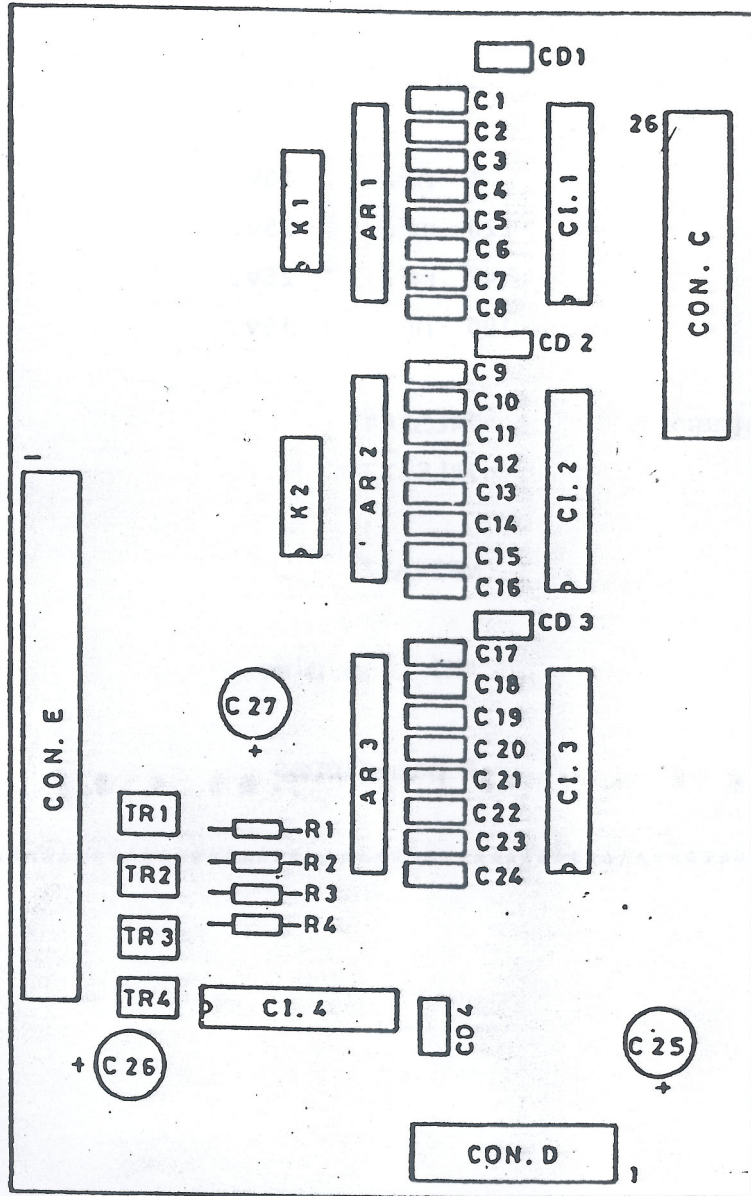 CD1
C1
C2
C3
C4
C5
C6
C7
C8
K1
AR1
CI.1
26
CON. C
CD 2
C9
C10
C11
C12
C13
C14
C15
C16
K2
AR2
CI.2
1
CON. E
CD 3
C17
C18
C19
C20
C21
C22
C23
C24
C27
+
AR3
CI.3
TR1
TR2
TR3
TR4
R1
R2
R3
R4
CI.4
CD4
+ C26
C25
+
CON. D
1